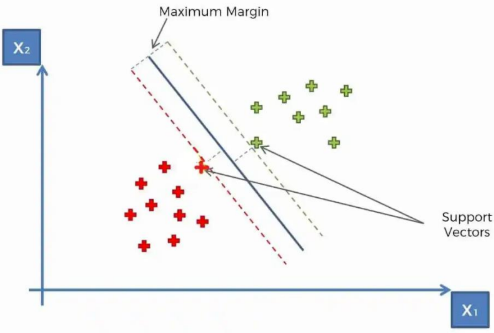 Maximum Margin
X2
Support
Vectors
X1